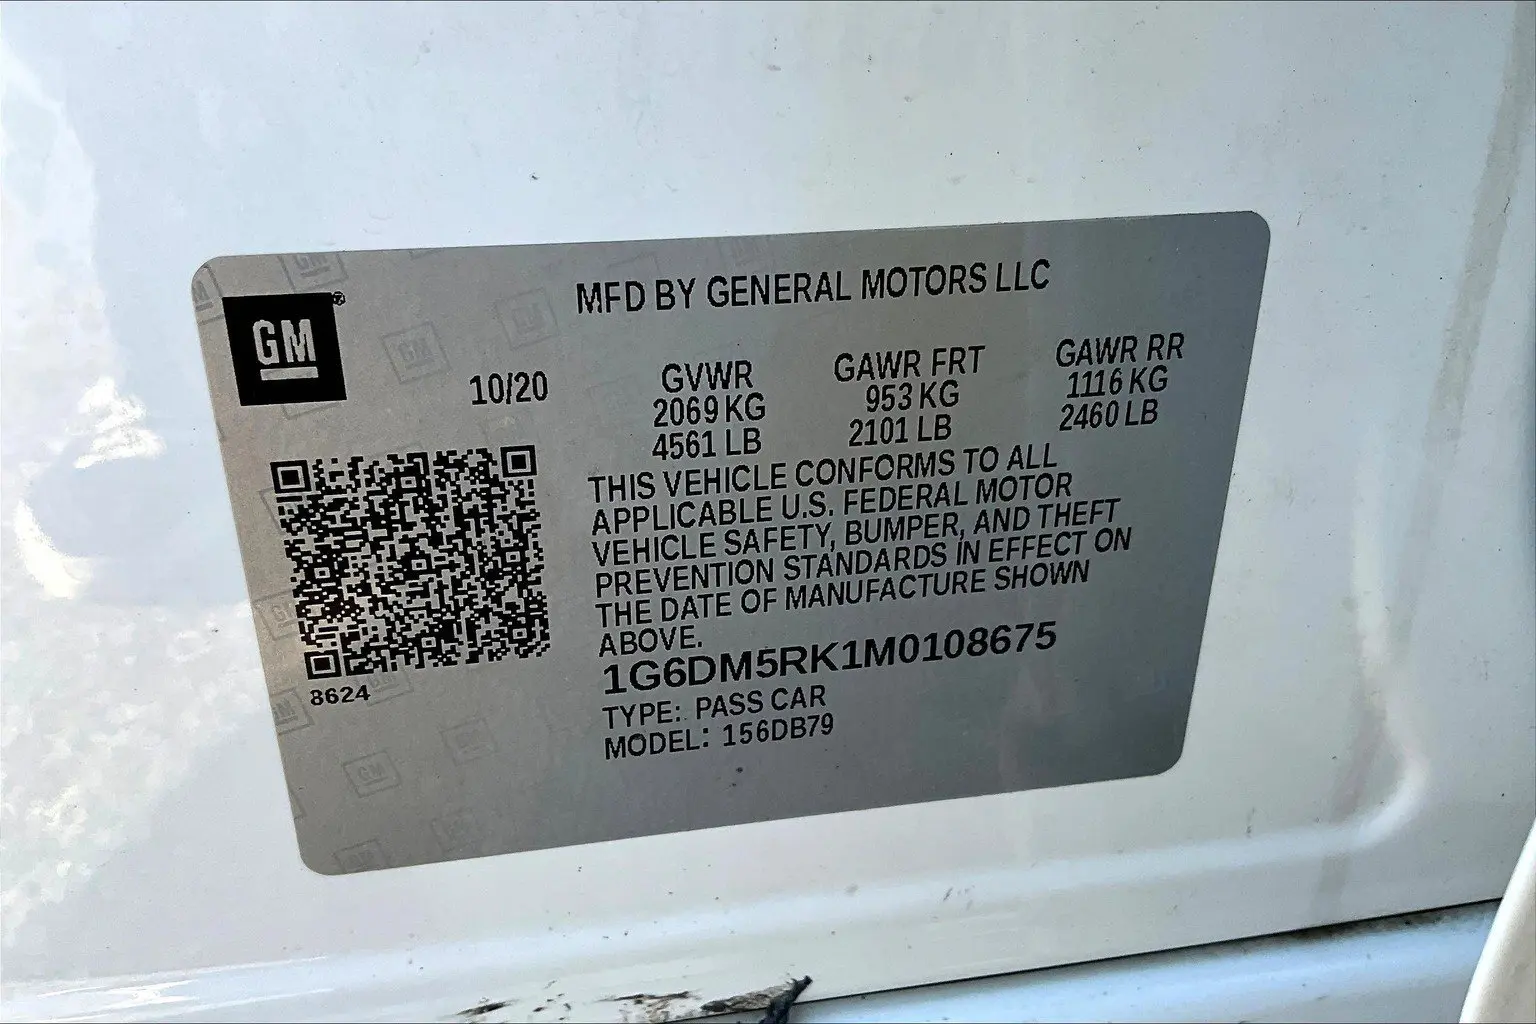 MFD BY GENERAL MOTORS LLC
GM®
10/20
GVWR GAWR FRT GAWR RR
2069 KG 953 KG 1116 KG
4561 LB 2101 LB 2460 LB
THIS VEHICLE CONFORMS TO ALL
APPLICABLE U.S. FEDERAL MOTOR
VEHICLE SAFETY, BUMPER, AND THEFT
PREVENTION STANDARDS IN EFFECT ON
THE DATE OF MANUFACTURE SHOWN
ABOVE.
1G6DM5RK1M0108675
8624
TYPE: PASS CAR
MODEL: 156DB79